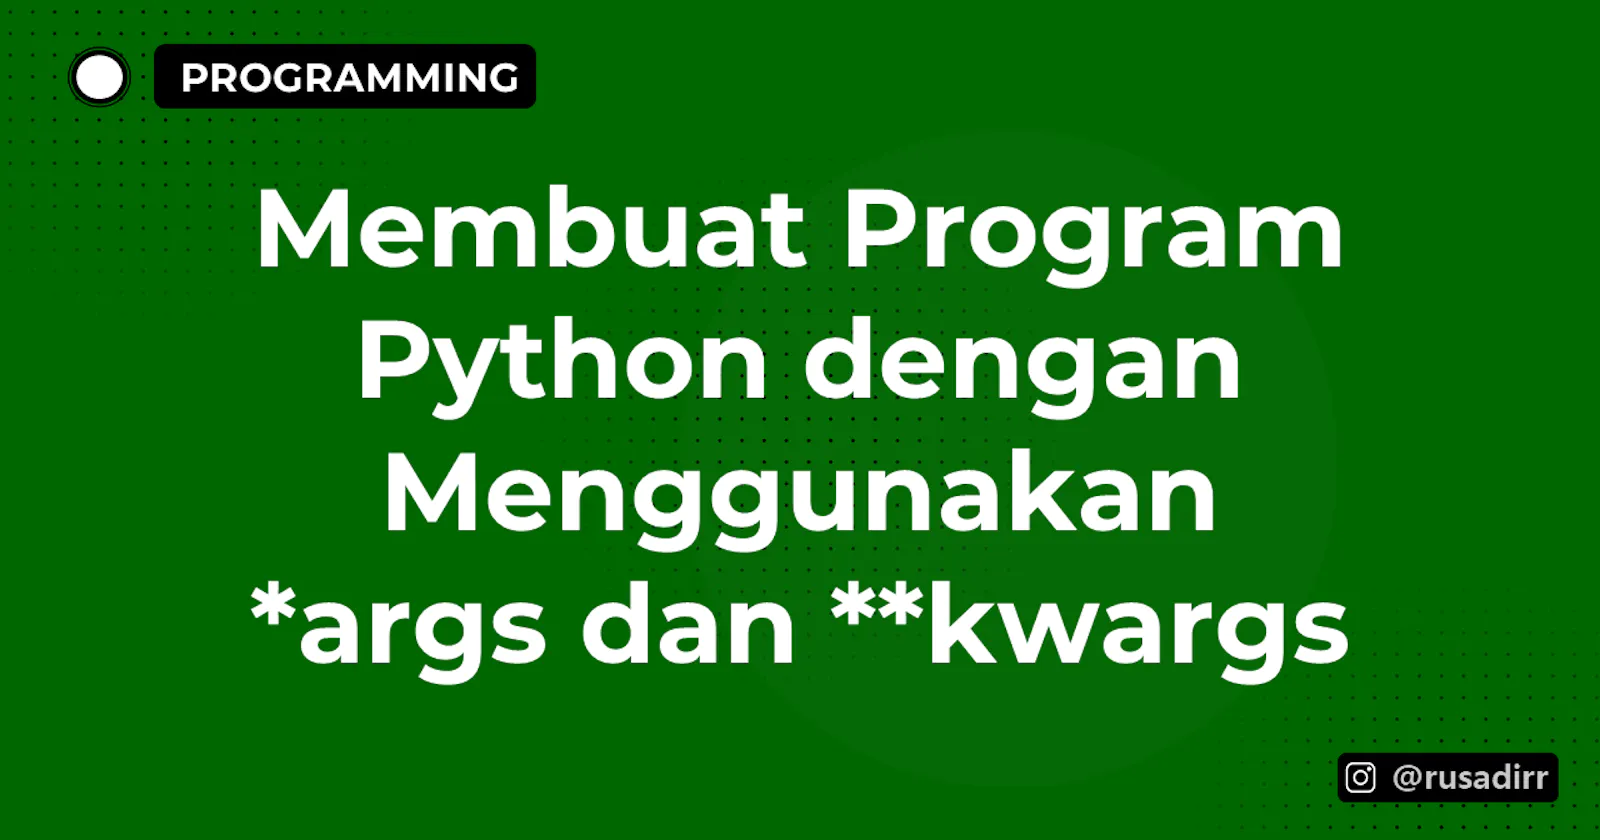 PROGRAMMING
Membuat Program
Python dengan
Menggunakan
*args dan **kwargs
@rusadirr